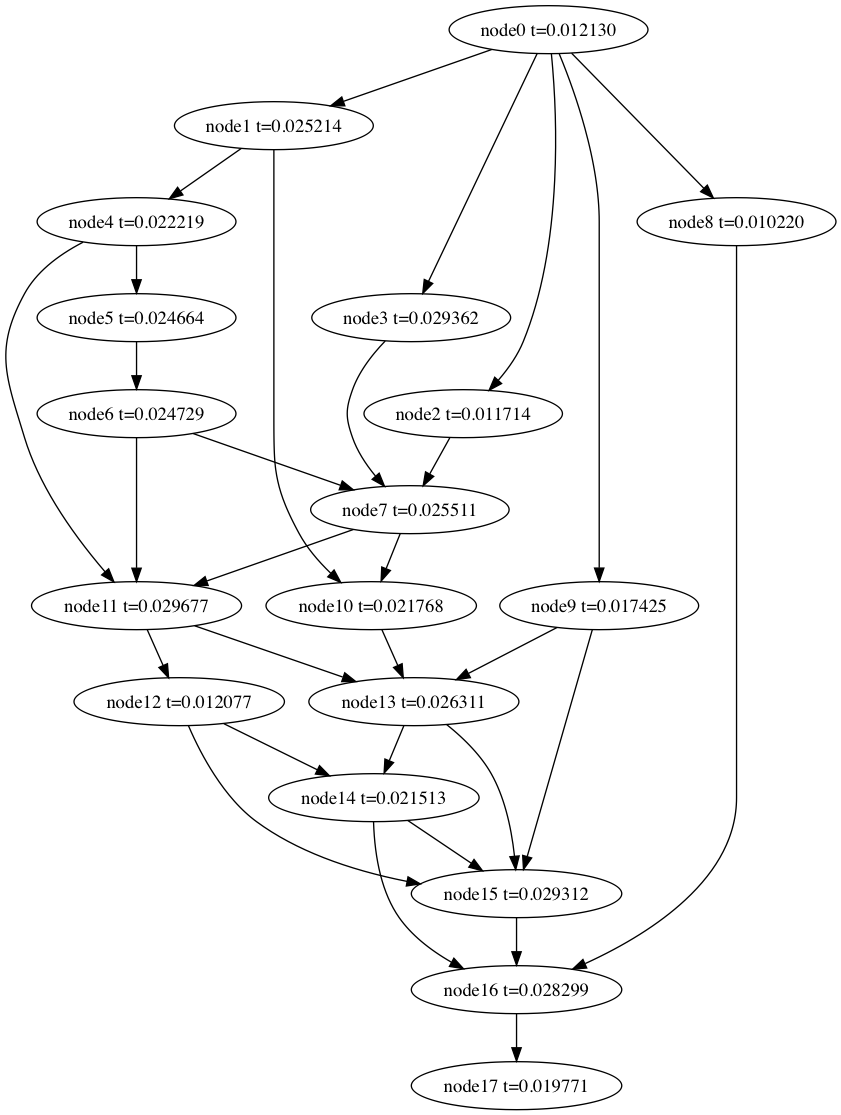 node0 t=0.012130
node1 t=0.025214
node4 t=0.022219
node8 t=0.010220
node5 t=0.024664
node3 t=0.029362
node6 t=0.024729
node2 t=0.011714
node7 t=0.025511
node11 t=0.029677
node10 t=0.021768
node9 t=0.017425
node12 t=0.012077
node13 t=0.026311
node14 t=0.021513
node15 t=0.029312
node16 t=0.028299
node17 t=0.019771